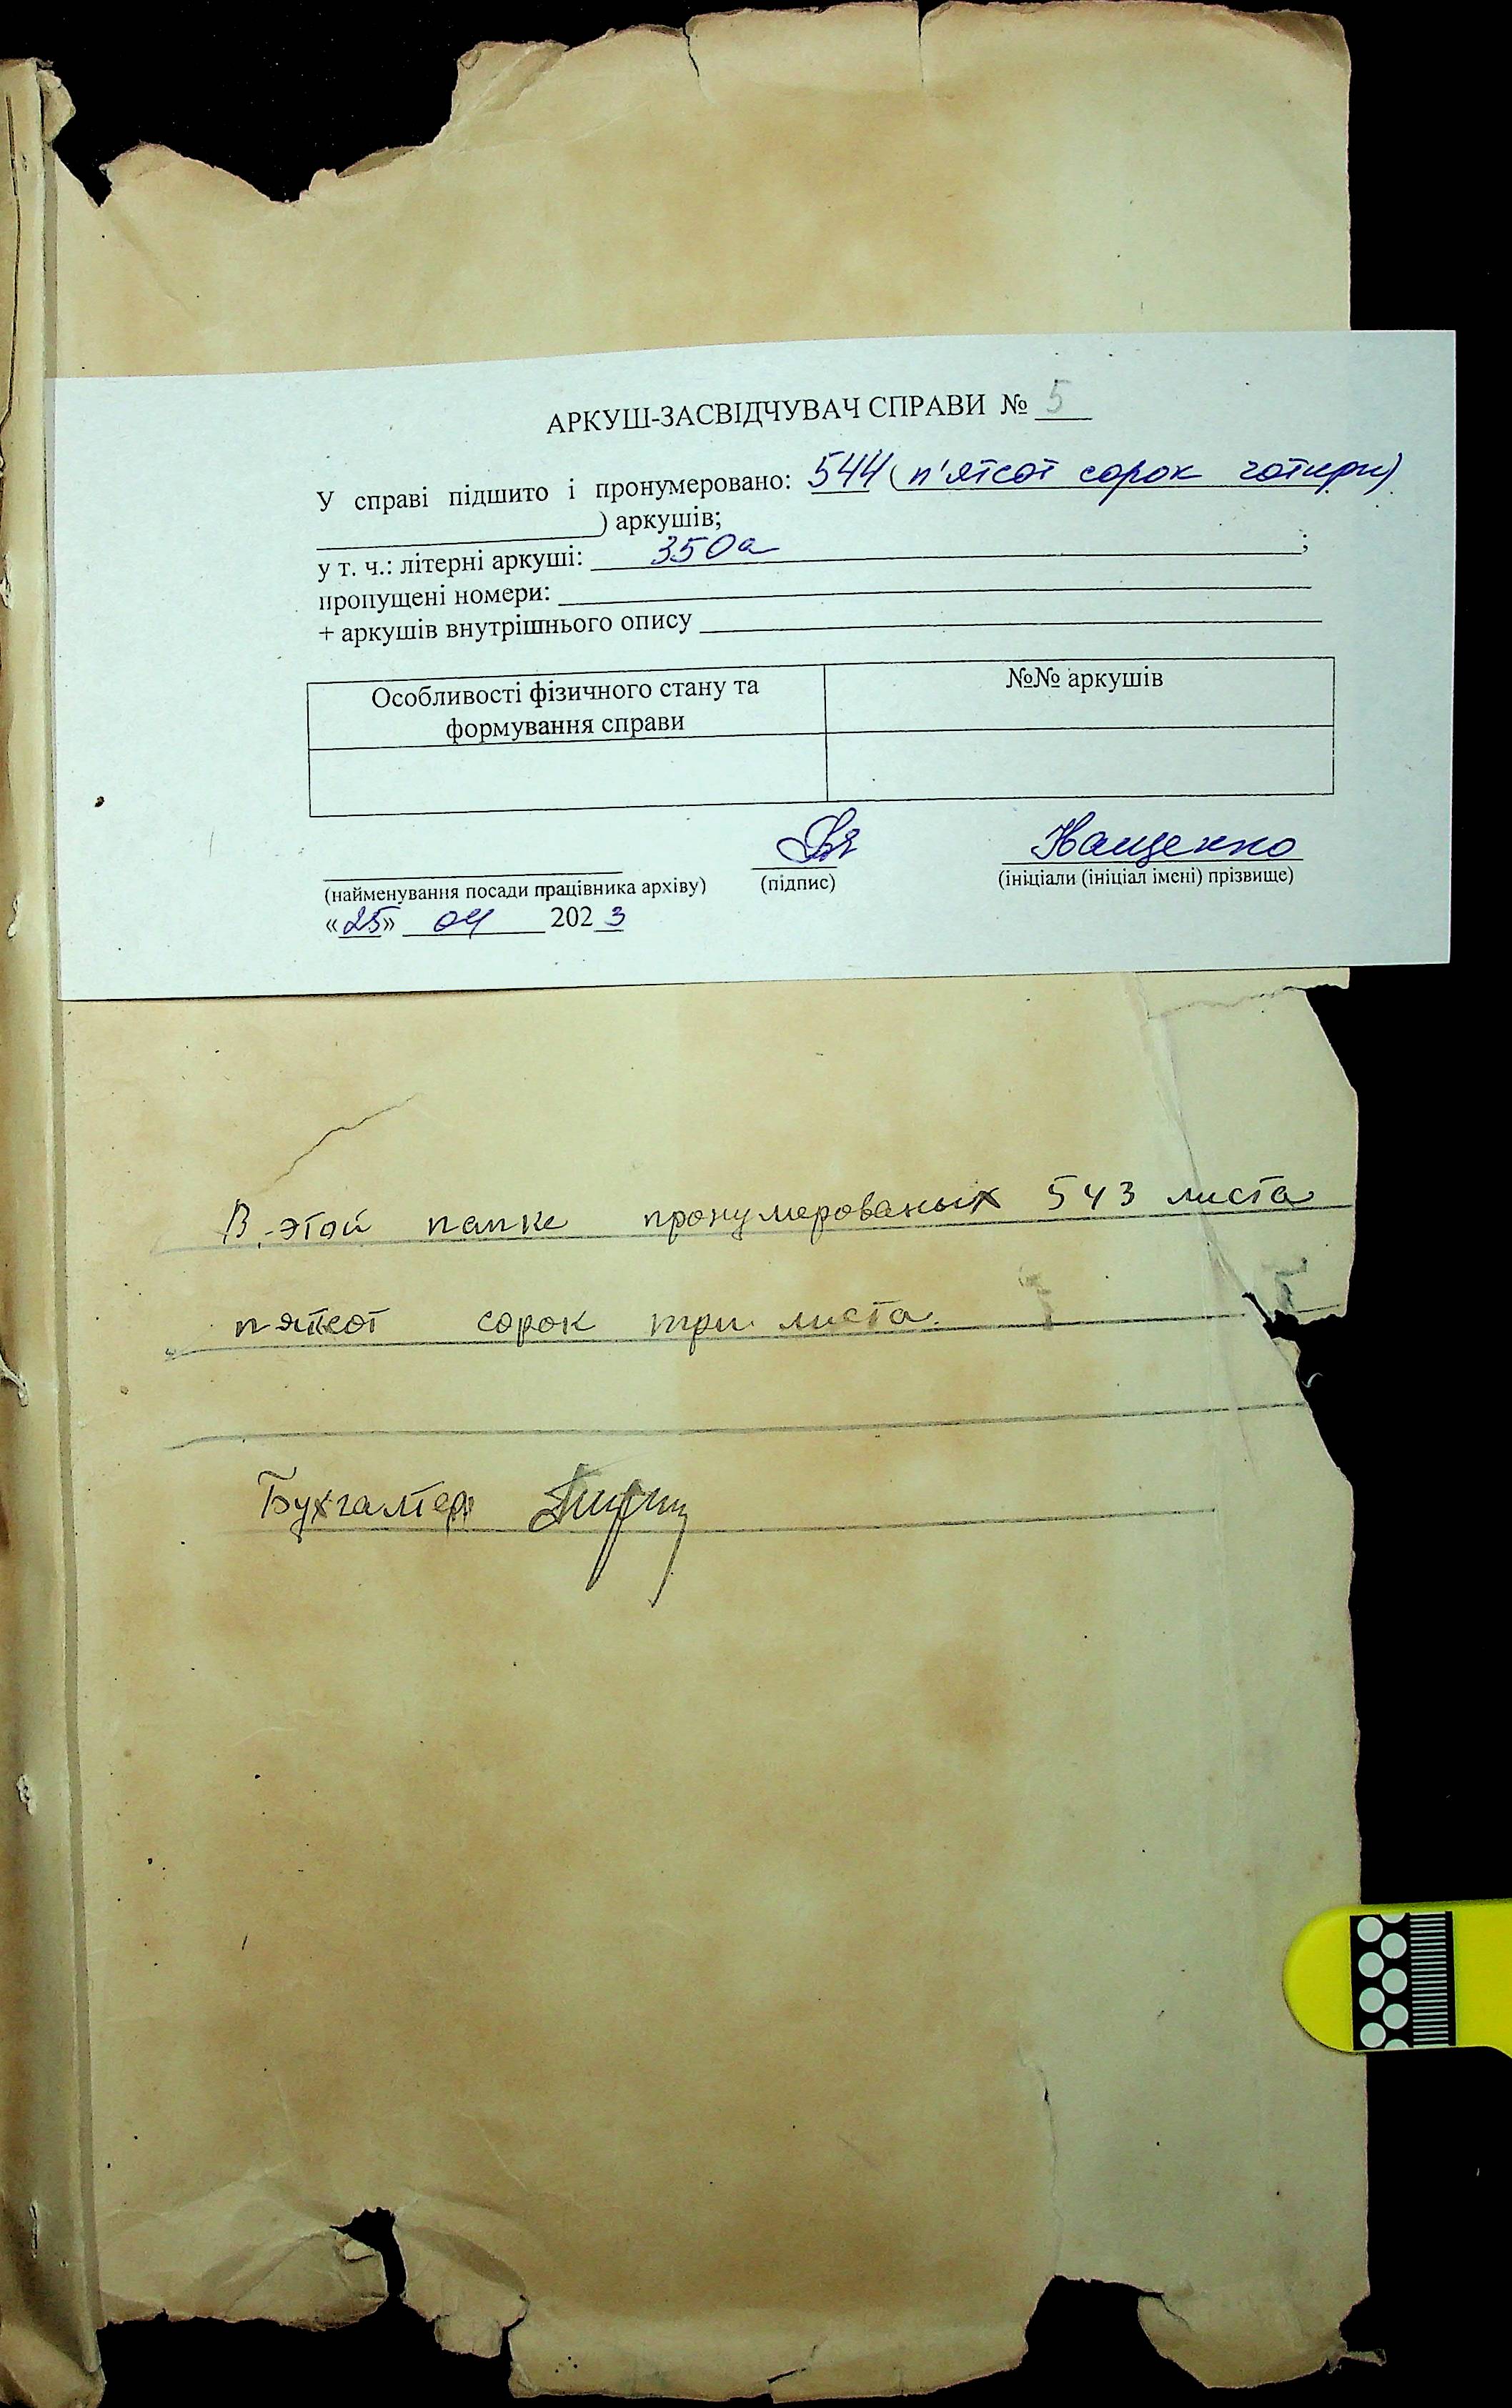 АРКУШ-ЗАСВІДЧУВАЧ СПРАВИ № 5
У справі підшито і пронумеровано: 544 (п'ятсот сорок чотири)
) аркушів;
у т. ч.: літерні аркуші: 350а ;
пропущені номери:
+ аркушів внутрішнього опису
Особливості фізичного стану та
формування справи
№№ аркушів
Нащенко
(найменування посади працівника архіву) (підпис) (ініціали (ініціал імені) прізвище)
«25» 04 2023
В этой папке пронумерованых 543 листа
пятсот сорок три листа.
Бухгалтер